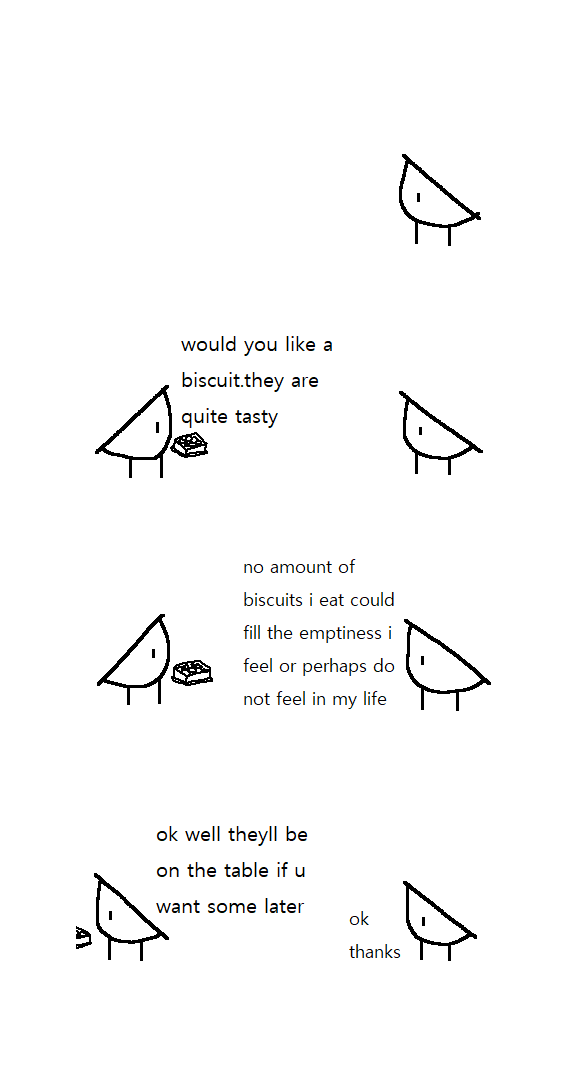 would you like a
biscuit.they are
quite tasty
no amount of
biscuits i eat could
fill the emptiness i
feel or perhaps do
not feel in my life
ok well theyll be
on the table if u
want some later
ok
thanks